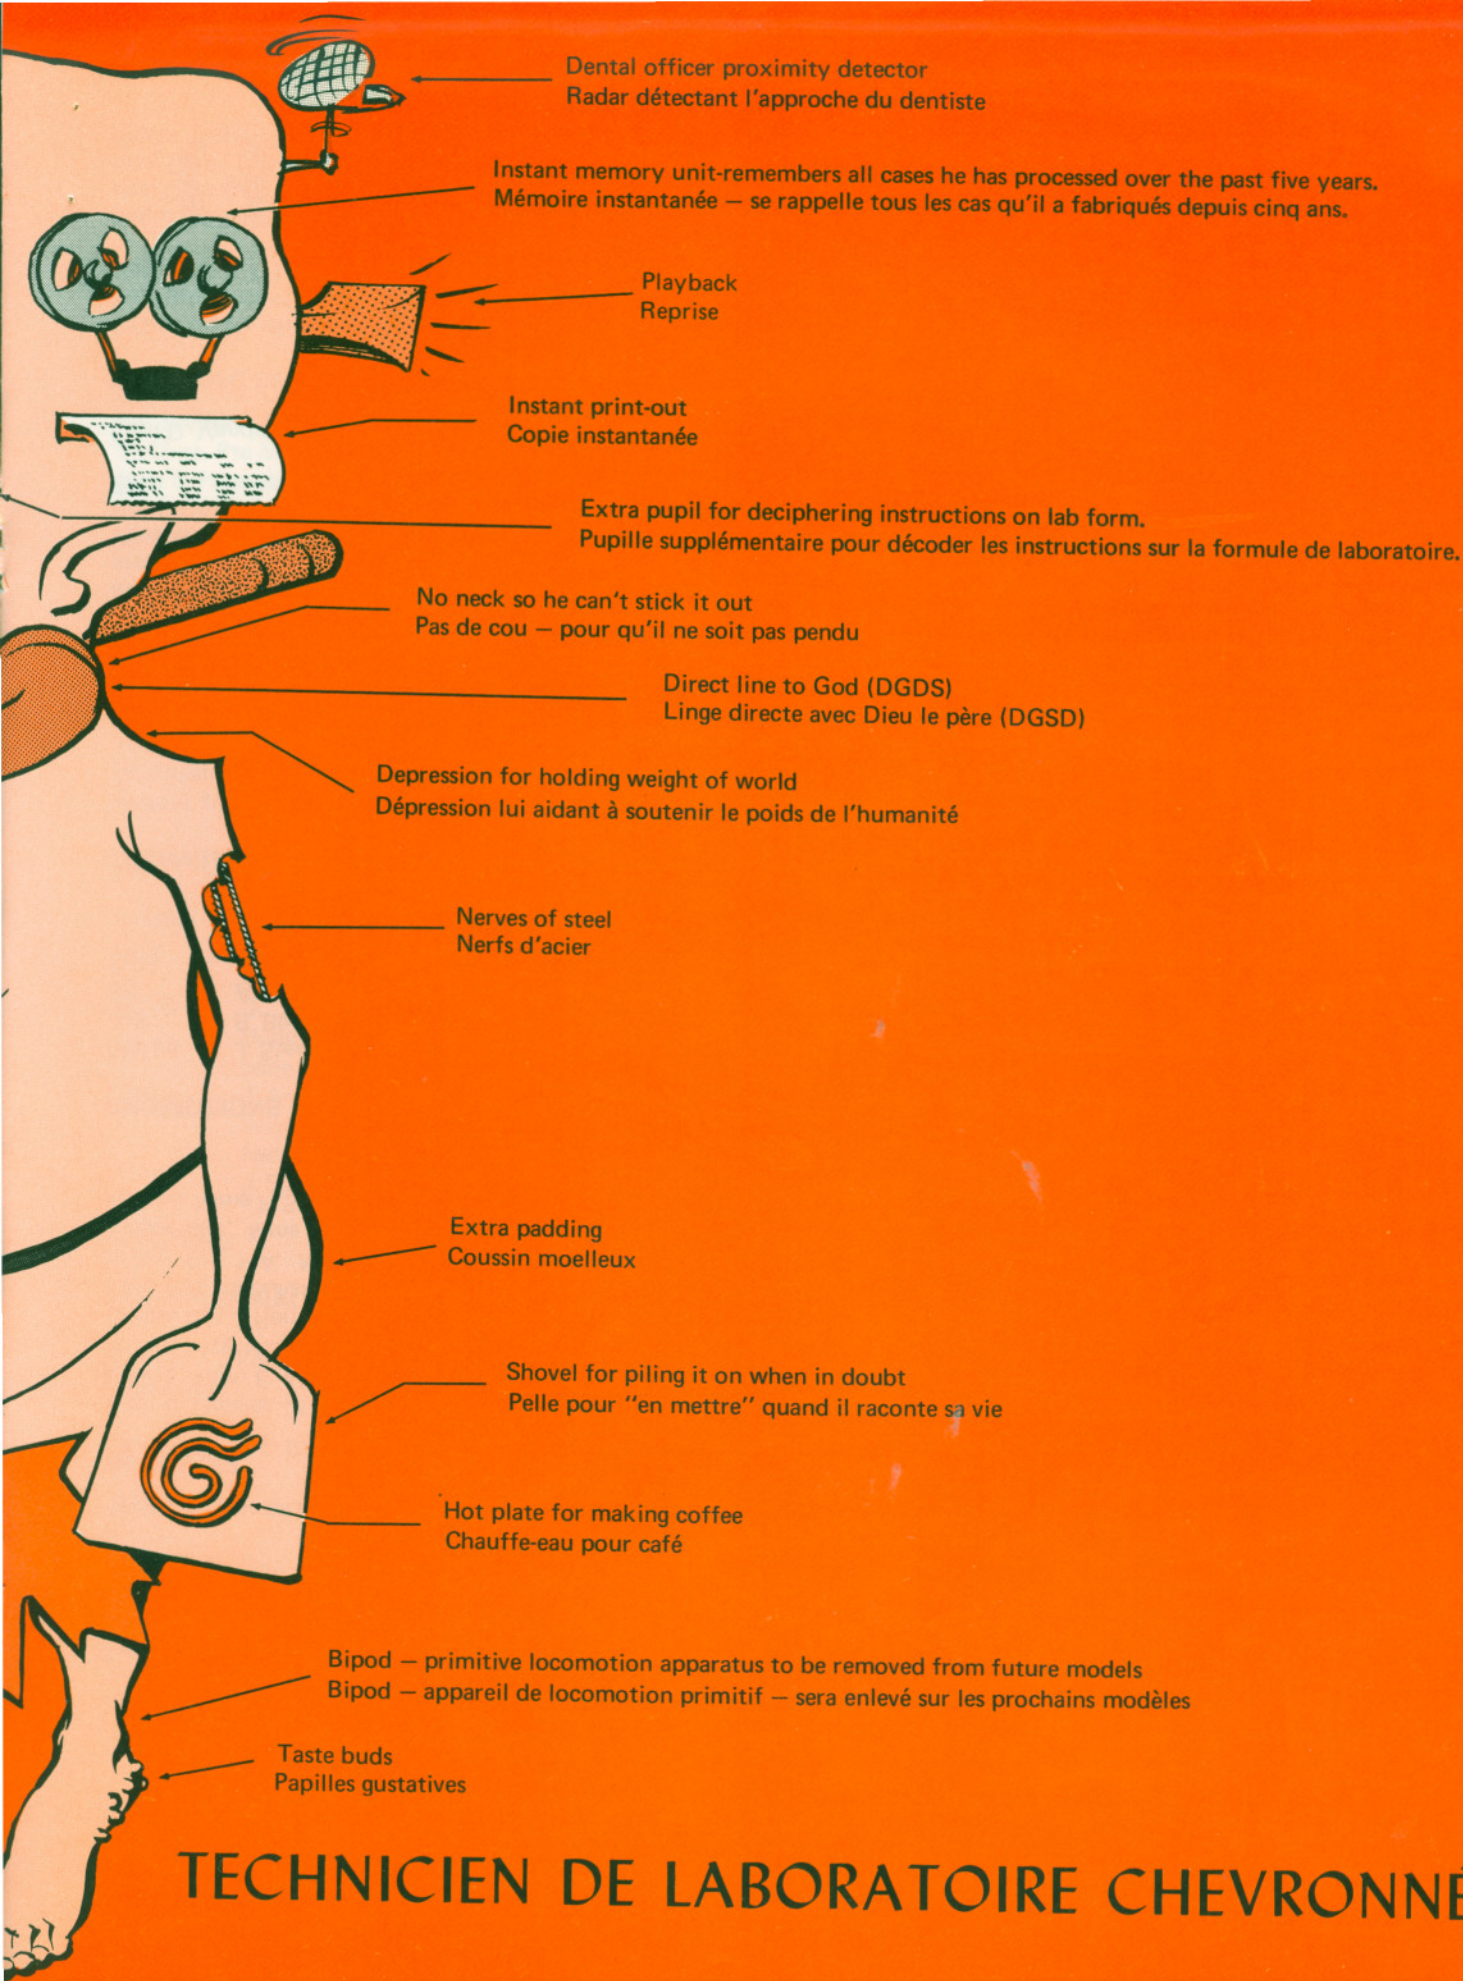 Dental officer proximity detector
Radar détectant l'approche du dentiste
Instant memory unit-remembers all cases he has processed over the past five years.
Mémoire instantanée — se rappelle tous les cas qu'il a fabriqués depuis cinq ans.
Playback
Reprise
Instant print-out
Copie instantanée
Extra pupil for deciphering instructions on lab form.
Pupille supplémentaire pour décoder les instructions sur la formule de laboratoire.
No neck so he can't stick it out
Pas de cou — pour qu'il ne soit pas pendu
Direct line to God (DGDS)
Linge directe avec Dieu le père (DGSD)
Depression for holding weight of world
Dépression lui aidant à soutenir le poids de l'humanité
Nerves of steel
Nerfs d'acier
Extra padding
Coussin moelleux
Shovel for piling it on when in doubt
Pelle pour "en mettre" quand il raconte sa vie
Hot plate for making coffee
Chauffe-eau pour café
Bipod — primitive locomotion apparatus to be removed from future models
Bipod — appareil de locomotion primitif — sera enlevé sur les prochains modèles
Taste buds
Papilles gustatives
TECHNICIEN DE LABORATOIRE CHEVRONNÉ